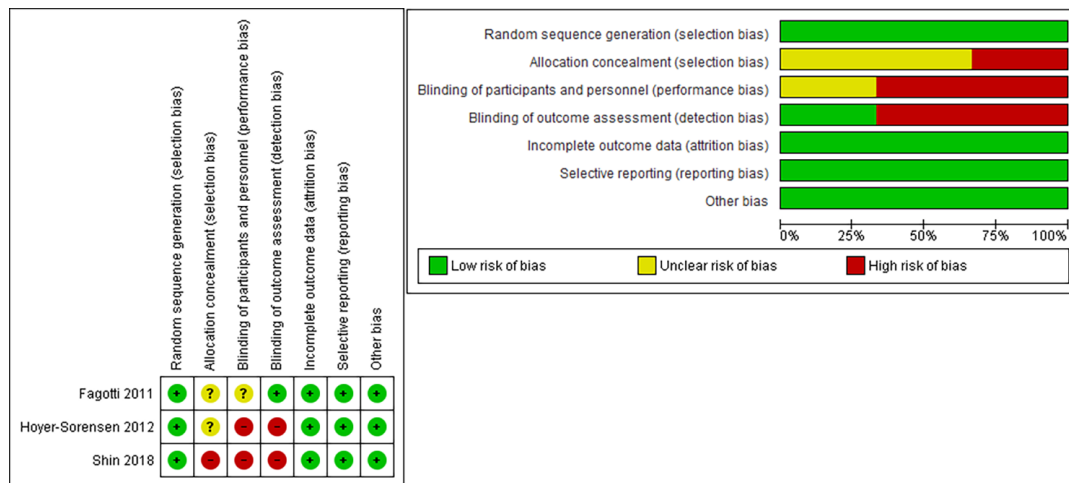 Random sequence generation (selection bias)
Allocation concealment (selection bias)
Blinding of participants and personnel (performance bias)
Blinding of outcome assessment (detection bias)
Incomplete outcome data (attrition bias)
Selective reporting (reporting bias)
Other bias
Fagotti 2011 + ? ? + + + +
Hoyer-Sorensen 2012 + ? - - + + +
Shin 2018 + - - - + + +
Random sequence generation (selection bias)
Allocation concealment (selection bias)
Blinding of participants and personnel (performance bias)
Blinding of outcome assessment (detection bias)
Incomplete outcome data (attrition bias)
Selective reporting (reporting bias)
Other bias
0% 25% 50% 75% 100%
Low risk of bias Unclear risk of bias High risk of bias